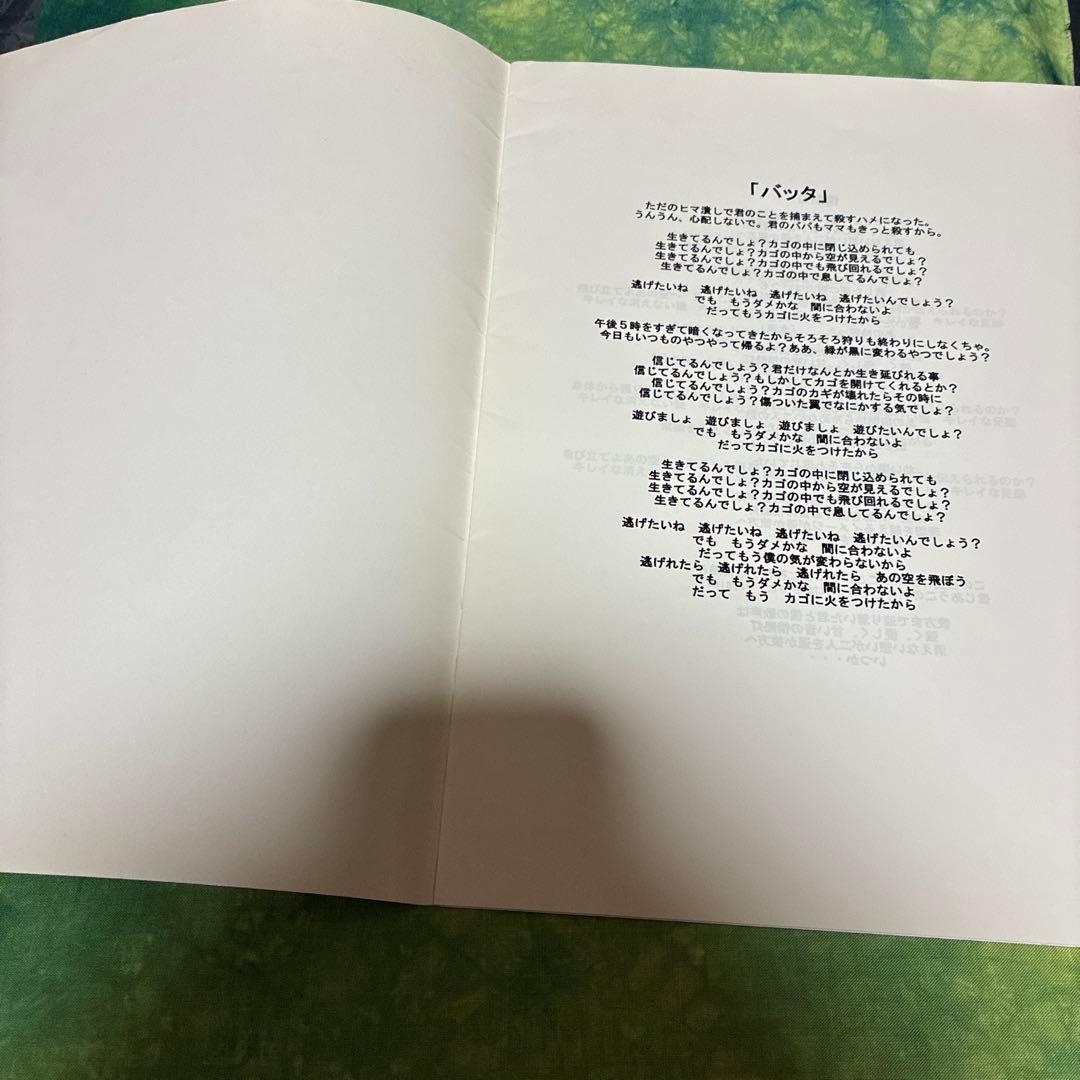 「バッタ」
ただのヒマ潰しで君のことを捕まえて殺すハメになった。
うんうん、心配しないで。君のパパもママもきっと殺すから。
生きてるんでしょ？カゴの中に閉じ込められても
生きてるんでしょ？カゴの中から空が見えるでしょ？
生きてるんでしょ？カゴの中でも飛び回れるでしょ？
生きてるんでしょ？カゴの中で息してるんでしょ？
逃げたいね　逃げたいね　逃げたいね　逃げたいんでしょう？
でも　もうダメかな　間に合わないよ
だってもうカゴに火をつけたから
午後５時をすぎて暗くなってきたからそろそろ狩りも終わりにしなくちゃ。
今日もいつものやつやって帰るよ？ああ、緑が黒に変わるやつでしょう？
信じてるんでしょう？君だけなんとか生き延びれる事
信じてるんでしょう？もしかしてカゴを開けてくれるとか？
信じてるんでしょう？カゴのカギが壊れたらその時に
信じてるんでしょう？傷ついた翼でなにかする気でしょ？
遊びましょ　遊びましょ　遊びましょ　遊びたいんでしょ？
でも　もうダメかな　間に合わないよ
だってカゴに火をつけたから
生きてるんでしょ？カゴの中に閉じ込められても
生きてるんでしょ？カゴの中から空が見えるでしょ？
生きてるんでしょ？カゴの中でも飛び回れるでしょ？
生きてるんでしょ？カゴの中で息してるんでしょ？
逃げたいね　逃げたいね　逃げたいね　逃げたいんでしょう？
でも　もうダメかな　間に合わないよ
だってもう僕の気が変わらないから
逃げれたら　逃げれたら　逃げれたら　あの空を飛ぼう
でも　もうダメかな　間に合わないよ
だって　もう　カゴに火をつけたから